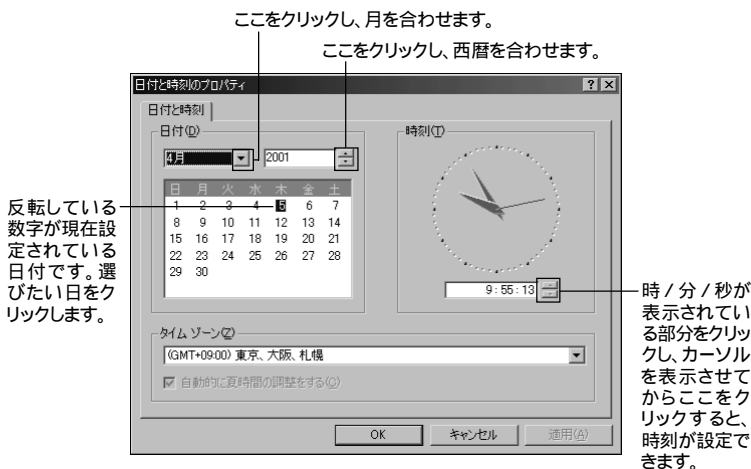 ここをクリックし、月を合わせます。
ここをクリックし、西暦を合わせます。
日付と時刻のプロパティ
日付と時刻
日付(D)
4月
2001
日 月 火 水 木 金 土
1 2 3 4 5 6 7
8 9 10 11 12 13 14
15 16 17 18 19 20 21
22 23 24 25 26 27 28
29 30
時刻(T)
9:55:13
タイム ゾーン(Z)
(GMT+09:00) 東京、大阪、札幌
自動的に夏時間の調整をする(C)
OK キャンセル 適用(A)
反転している
数字が現在設
定されている
日付です。選
びたい日をク
リックします。
時/分/秒が
表示されてい
る部分をクリッ
クし、カーソル
を表示させて
からここをク
リックすると、
時刻が設定で
きます。